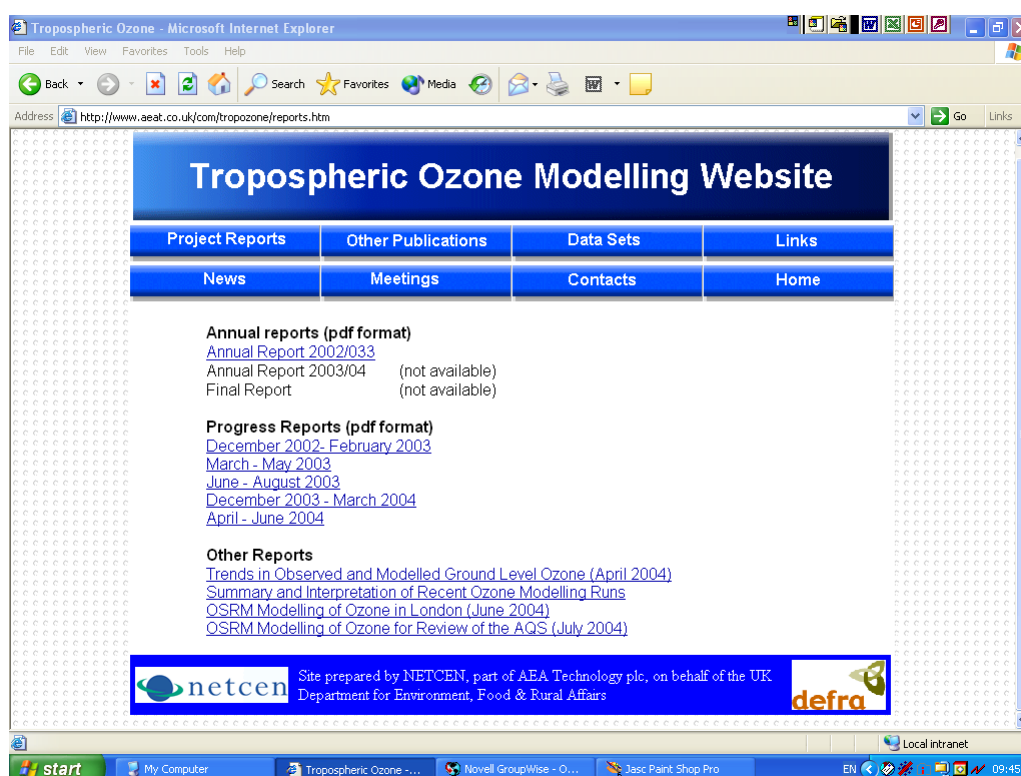 Tropospheric Ozone - Microsoft Internet Explorer
File Edit View Favorites Tools Help
Back Search Favorites Media
Address http://www.aeat.co.uk/com/tropozone/reports.htm Go Links
Tropospheric Ozone Modelling Website
Project Reports Other Publications Data Sets Links
News Meetings Contacts Home
Annual reports (pdf format)
Annual Report 2002/033
Annual Report 2003/04 (not available)
Final Report (not available)
Progress Reports (pdf format)
December 2002- February 2003
March - May 2003
June - August 2003
December 2003 - March 2004
April - June 2004
Other Reports
Trends in Observed and Modelled Ground Level Ozone (April 2004)
Summary and Interpretation of Recent Ozone Modelling Runs
OSRM Modelling of Ozone in London (June 2004)
OSRM Modelling of Ozone for Review of the AQS (July 2004)
netcen
Site prepared by NETCEN, part of AEA Technology plc, on behalf of the UK
Department for Environment, Food & Rural Affairs
defra
Local intranet
start My Computer Tropospheric Ozone -... Novell GroupWise - O... Jasc Paint Shop Pro EN 09:45